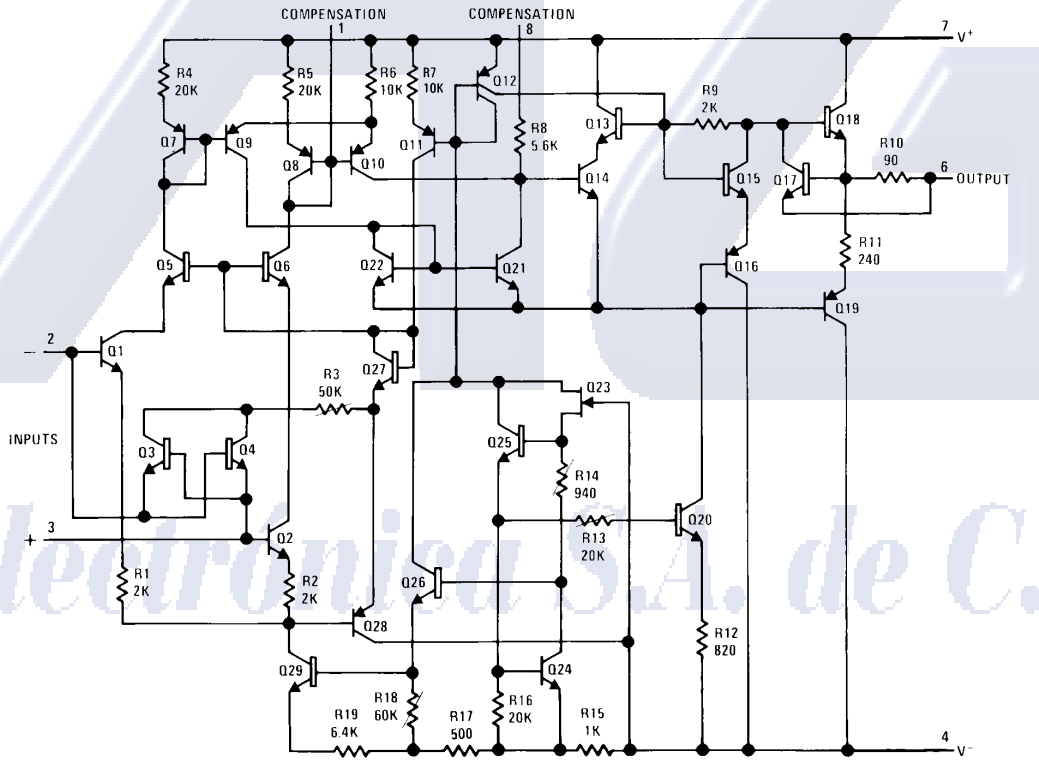 COMPENSATION
1
COMPENSATION
8
7
V+
R4
20K
R5
20K
R6
10K
R7
10K
Q12
R8
5.6K
R9
2K
Q13
Q18
R10
90
6
OUTPUT
Q7
Q9
Q8
Q10
Q11
Q14
Q15
Q17
Q5
Q6
Q22
Q21
Q16
R11
240
Q19
2
−
Q1
Q27
R3
50K
Q23
INPUTS
Q3
Q4
Q25
R14
940
3
+
Q2
R13
20K
Q20
R1
2K
R2
2K
Q26
Q28
R12
820
Q29
Q24
R18
60K
R16
20K
R19
6.4K
R17
500
R15
1K
4
V−
lectrónica S.A. de C.